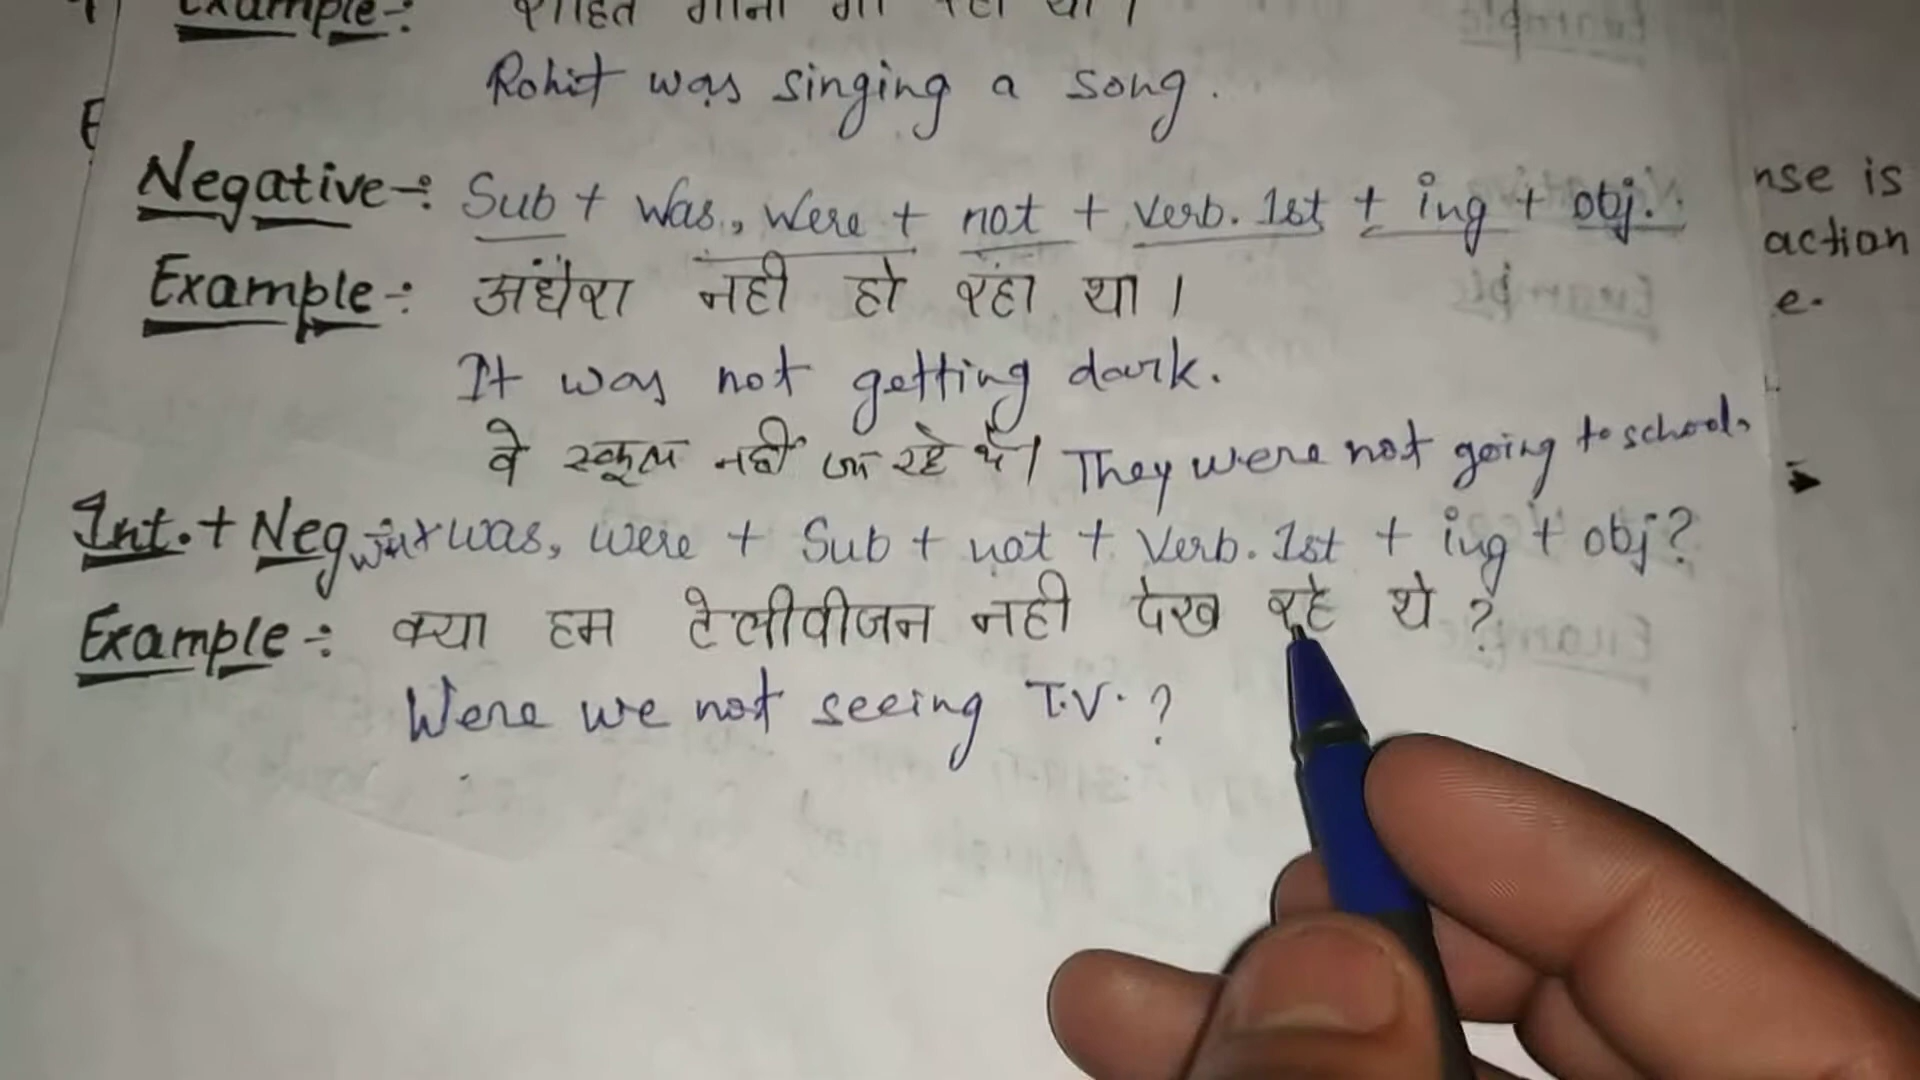 Example-: रोहित गाना गा रहा था।
Rohit was singing a song.
Negative-: Sub + was, were + not + verb. 1st + ing + obj.
Example-: अंधेरा नही हो रहा था।
It was not getting dark.
वे स्कूल नहीं जा रहे थे। They were not going to school.
Int. + Neg was, were + Sub + not + Verb. 1st + ing + obj?
Example-: क्या हम टेलीवीजन नही देख रहे थे?
Were we not seeing T.V.?
nse is
action
e.